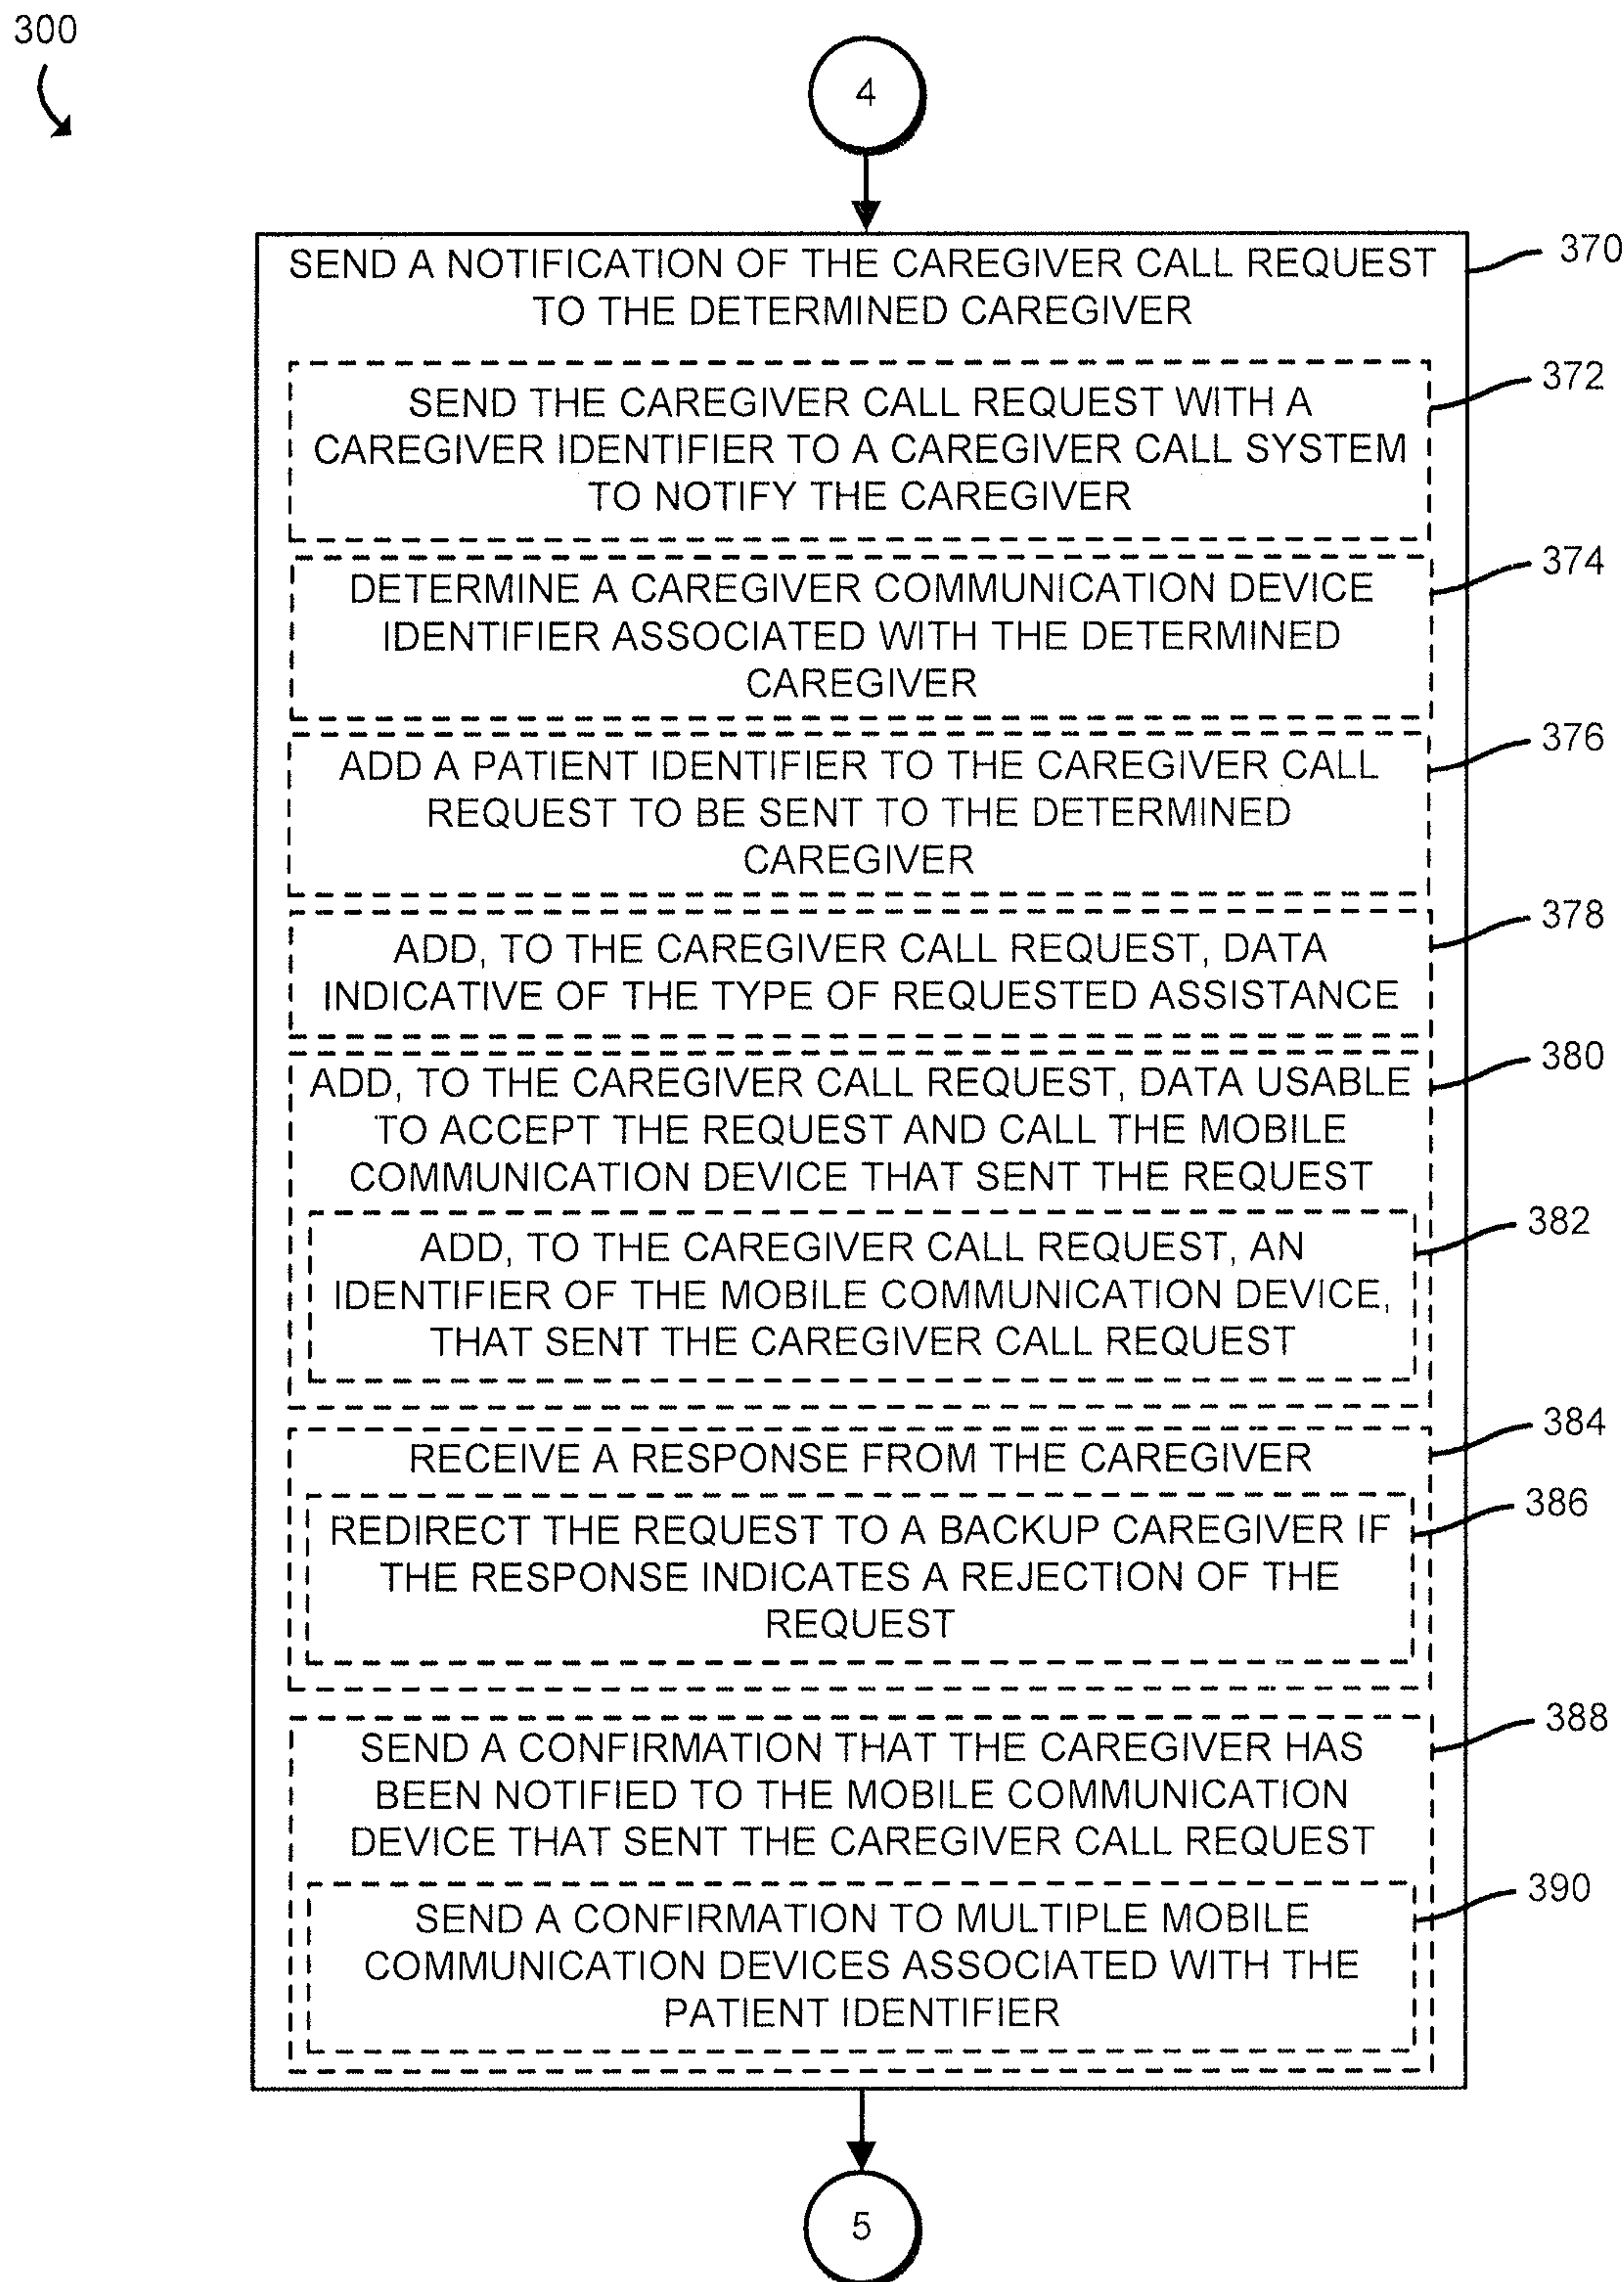 300
4
SEND A NOTIFICATION OF THE CAREGIVER CALL REQUEST
TO THE DETERMINED CAREGIVER
370
SEND THE CAREGIVER CALL REQUEST WITH A
CAREGIVER IDENTIFIER TO A CAREGIVER CALL SYSTEM
TO NOTIFY THE CAREGIVER
372
DETERMINE A CAREGIVER COMMUNICATION DEVICE
IDENTIFIER ASSOCIATED WITH THE DETERMINED
CAREGIVER
374
ADD A PATIENT IDENTIFIER TO THE CAREGIVER CALL
REQUEST TO BE SENT TO THE DETERMINED
CAREGIVER
376
ADD, TO THE CAREGIVER CALL REQUEST, DATA
INDICATIVE OF THE TYPE OF REQUESTED ASSISTANCE
378
ADD, TO THE CAREGIVER CALL REQUEST, DATA USABLE
TO ACCEPT THE REQUEST AND CALL THE MOBILE
COMMUNICATION DEVICE THAT SENT THE REQUEST
380
ADD, TO THE CAREGIVER CALL REQUEST, AN
IDENTIFIER OF THE MOBILE COMMUNICATION DEVICE,
THAT SENT THE CAREGIVER CALL REQUEST
382
RECEIVE A RESPONSE FROM THE CAREGIVER
384
REDIRECT THE REQUEST TO A BACKUP CAREGIVER IF
THE RESPONSE INDICATES A REJECTION OF THE
REQUEST
386
SEND A CONFIRMATION THAT THE CAREGIVER HAS
BEEN NOTIFIED TO THE MOBILE COMMUNICATION
DEVICE THAT SENT THE CAREGIVER CALL REQUEST
388
SEND A CONFIRMATION TO MULTIPLE MOBILE
COMMUNICATION DEVICES ASSOCIATED WITH THE
PATIENT IDENTIFIER
390
5